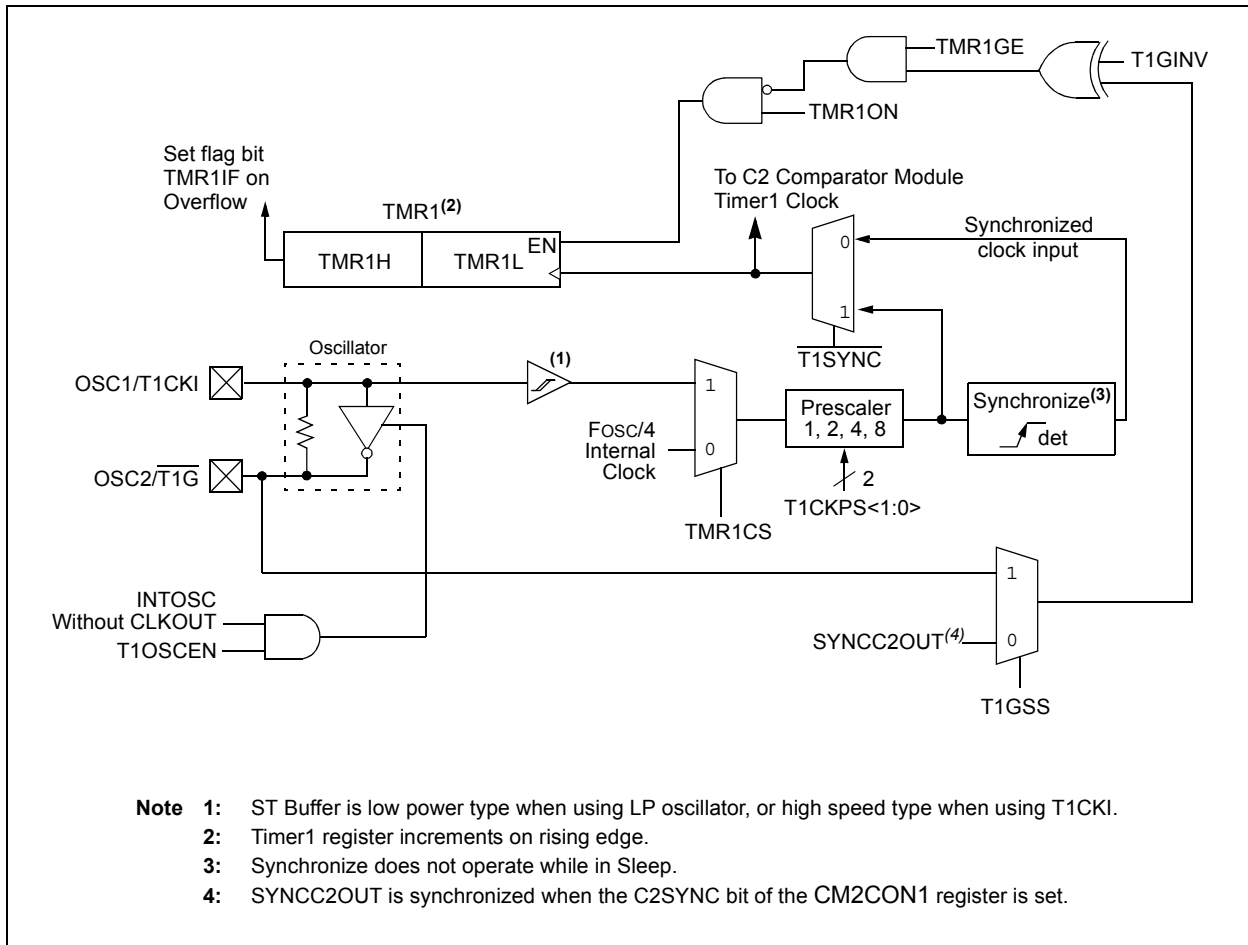 TMR1GE
T1GINV
TMR1ON
Set flag bit
TMR1IF on
Overflow
To C2 Comparator Module
Timer1 Clock
TMR1(2)
EN
TMR1H
TMR1L
0
1
Synchronized
clock input
T1SYNC
Oscillator
(1)
OSC1/T1CKI
OSC2/T1G
1
0
FOSC/4
Internal
Clock
TMR1CS
Prescaler
1, 2, 4, 8
2
T1CKPS<1:0>
Synchronize(3)
det
INTOSC
Without CLKOUT
T1OSCEN
1
0
SYNCC2OUT(4)
T1GSS
Note 1: ST Buffer is low power type when using LP oscillator, or high speed type when using T1CKI.
2: Timer1 register increments on rising edge.
3: Synchronize does not operate while in Sleep.
4: SYNCC2OUT is synchronized when the C2SYNC bit of the CM2CON1 register is set.